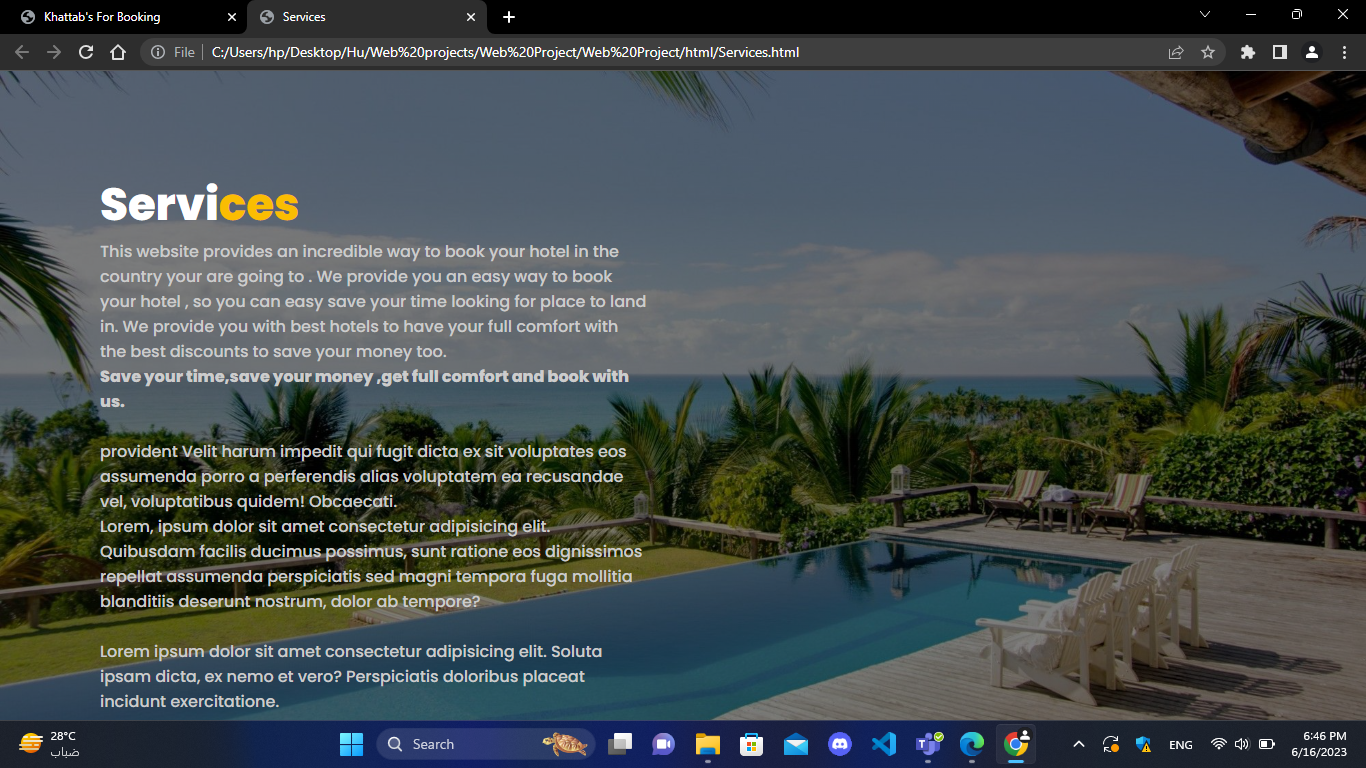 Khattab's For Booking
Services
File
C:/Users/hp/Desktop/Hu/Web%20projects/Web%20Project/Web%20Project/html/Services.html
Services
This website provides an incredible way to book your hotel in the
country your are going to . We provide you an easy way to book
your hotel , so you can easy save your time looking for place to land
in. We provide you with best hotels to have your full comfort with
the best discounts to save your money too.
Save your time,save your money ,get full comfort and book with
us.
provident Velit harum impedit qui fugit dicta ex sit voluptates eos
assumenda porro a perferendis alias voluptatem ea recusandae
vel, voluptatibus quidem! Obcaecati.
Lorem, ipsum dolor sit amet consectetur adipisicing elit.
Quibusdam facilis ducimus possimus, sunt ratione eos dignissimos
repellat assumenda perspiciatis sed magni tempora fuga mollitia
blanditiis deserunt nostrum, dolor ab tempore?
Lorem ipsum dolor sit amet consectetur adipisicing elit. Soluta
ipsam dicta, ex nemo et vero? Perspiciatis doloribus placeat
incidunt exercitatione.
28°C
ضباب
Search
ENG
6:46 PM
6/16/2023